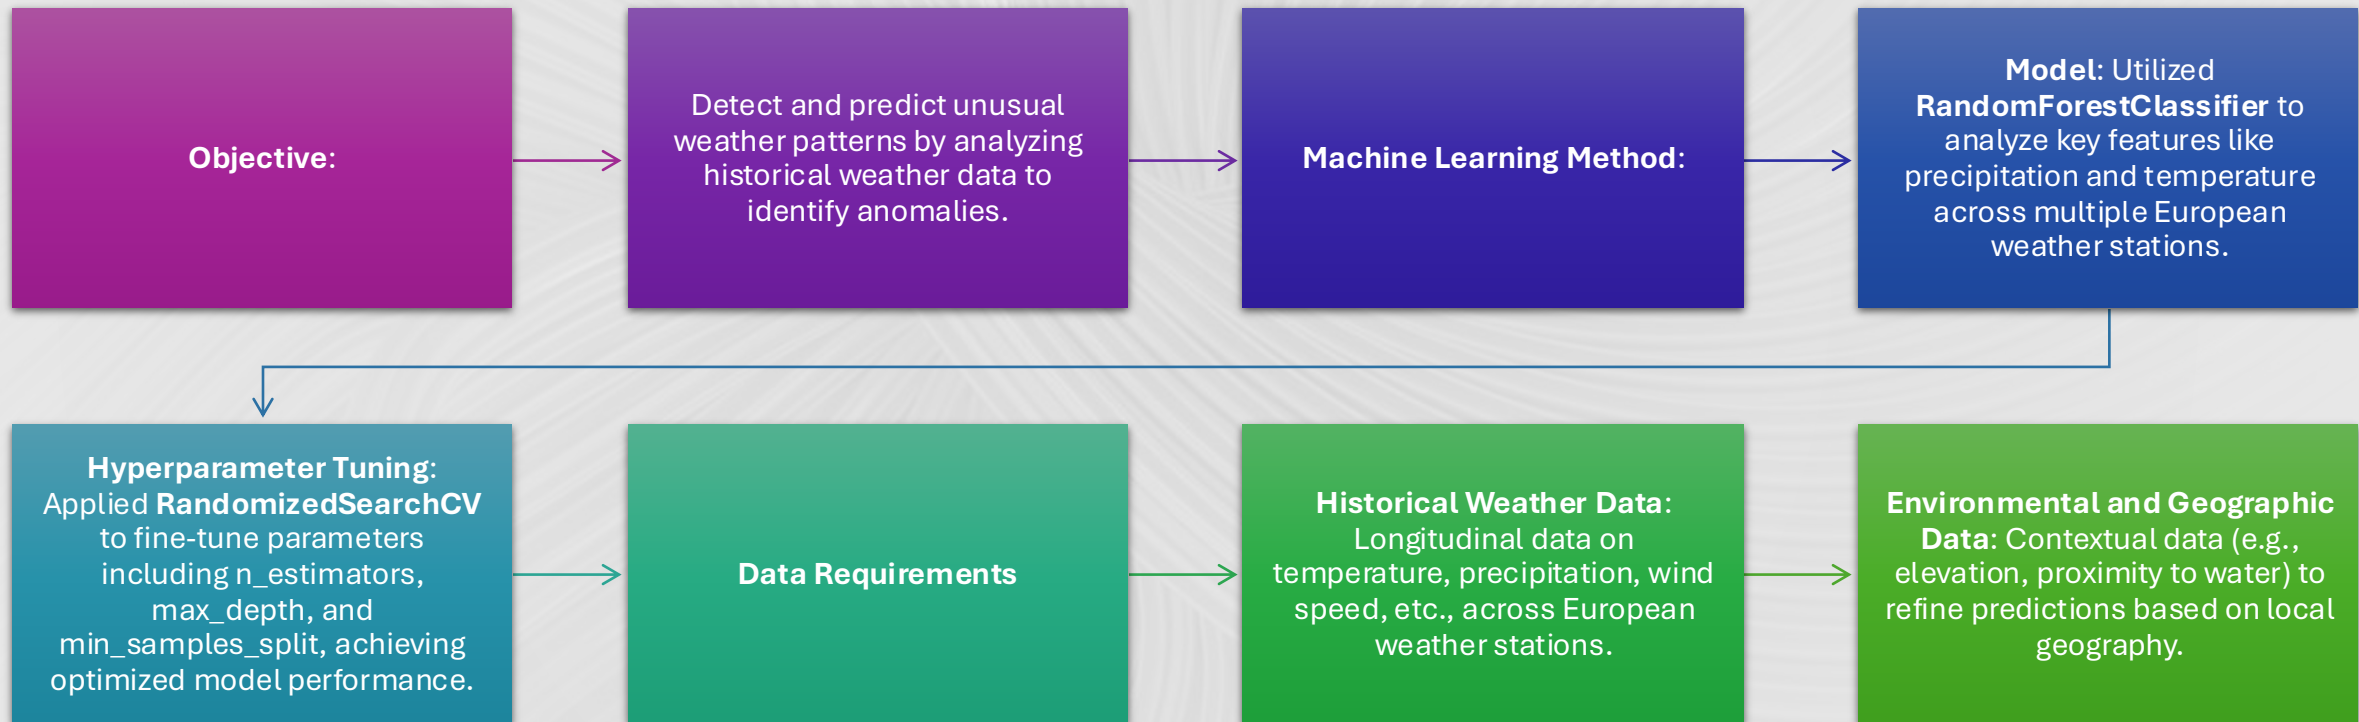 Objective:
Detect and predict unusual
weather patterns by analyzing
historical weather data to
identify anomalies.
Machine Learning Method:
Model: Utilized
RandomForestClassifier to
analyze key features like
precipitation and temperature
across multiple European
weather stations.
Hyperparameter Tuning:
Applied RandomizedSearchCV
to fine-tune parameters
including n_estimators,
max_depth, and
min_samples_split, achieving
optimized model performance.
Data Requirements
Historical Weather Data:
Longitudinal data on
temperature, precipitation, wind
speed, etc., across European
weather stations.
Environmental and Geographic
Data: Contextual data (e.g.,
elevation, proximity to water) to
refine predictions based on local
geography.